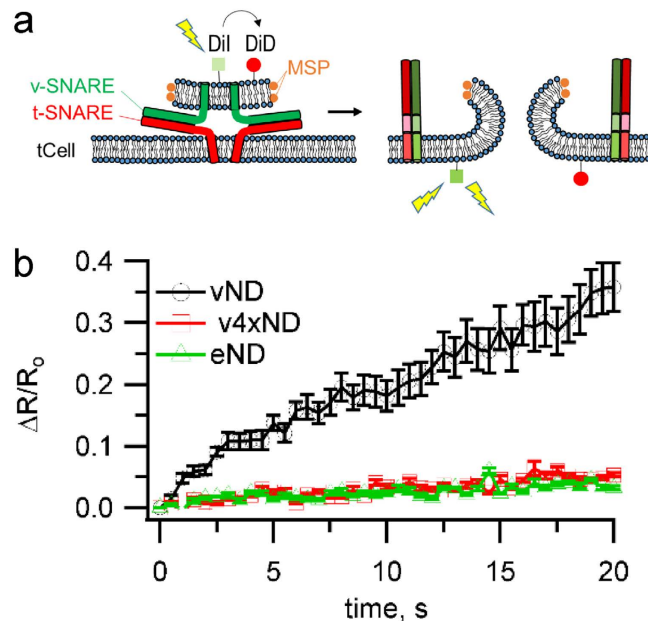 a
DiI DiD
MSP
v-SNARE
t-SNARE
tCell
b
0.4
0.3
0.2
0.1
0.0
ΔR/Ro
vND
v4xND
eND
0 5 10 15 20
time, s